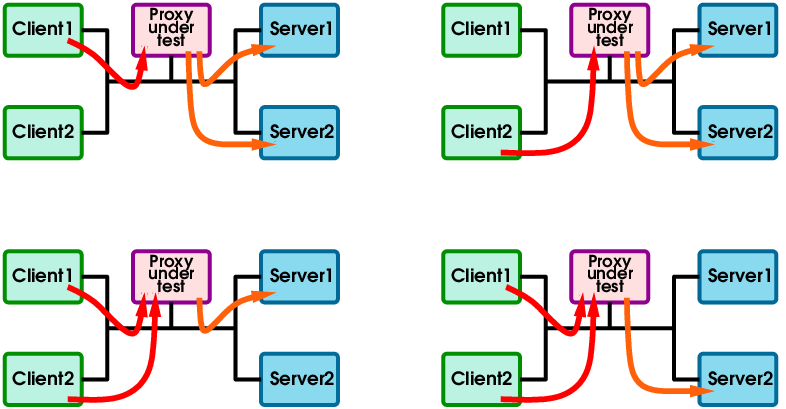 Client1
Proxy
under
test
Server1
Client2
Server2
Client1
Proxy
under
test
Server1
Client2
Server2
Client1
Proxy
under
test
Server1
Client2
Server2
Client1
Proxy
under
test
Server1
Client2
Server2